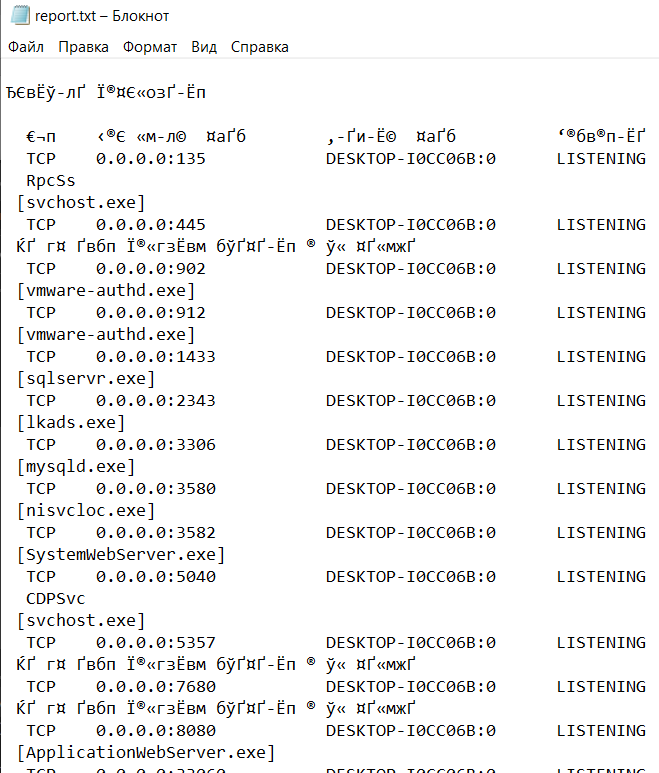 report.txt – Блокнот
Файл Правка Формат Вид Справка
ЂЄвЁў-лҐ Ї®¤Є«озҐ-Ёп
€¬п ‹®Є «м-л© ¤аҐб ‚-Ґи-Ё© ¤аҐб ‘®бв®п-ЁҐ
TCP 0.0.0.0:135 DESKTOP-I0CC06B:0 LISTENING
RpcSs
[svchost.exe]
TCP 0.0.0.0:445 DESKTOP-I0CC06B:0 LISTENING
ЌҐ г¤ Ґвбп Ї®«гзЁвм бўҐ¤Ґ-Ёп ® ў« ¤Ґ«мжҐ
TCP 0.0.0.0:902 DESKTOP-I0CC06B:0 LISTENING
[vmware-authd.exe]
TCP 0.0.0.0:912 DESKTOP-I0CC06B:0 LISTENING
[vmware-authd.exe]
TCP 0.0.0.0:1433 DESKTOP-I0CC06B:0 LISTENING
[sqlservr.exe]
TCP 0.0.0.0:2343 DESKTOP-I0CC06B:0 LISTENING
[lkads.exe]
TCP 0.0.0.0:3306 DESKTOP-I0CC06B:0 LISTENING
[mysqld.exe]
TCP 0.0.0.0:3580 DESKTOP-I0CC06B:0 LISTENING
[nisvcloc.exe]
TCP 0.0.0.0:3582 DESKTOP-I0CC06B:0 LISTENING
[SystemWebServer.exe]
TCP 0.0.0.0:5040 DESKTOP-I0CC06B:0 LISTENING
CDPSvc
[svchost.exe]
TCP 0.0.0.0:5357 DESKTOP-I0CC06B:0 LISTENING
ЌҐ г¤ Ґвбп Ї®«гзЁвм бўҐ¤Ґ-Ёп ® ў« ¤Ґ«мжҐ
TCP 0.0.0.0:7680 DESKTOP-I0CC06B:0 LISTENING
ЌҐ г¤ Ґвбп Ї®«гзЁвм бўҐ¤Ґ-Ёп ® ў« ¤Ґ«мжҐ
TCP 0.0.0.0:8080 DESKTOP-I0CC06B:0 LISTENING
[ApplicationWebServer.exe]